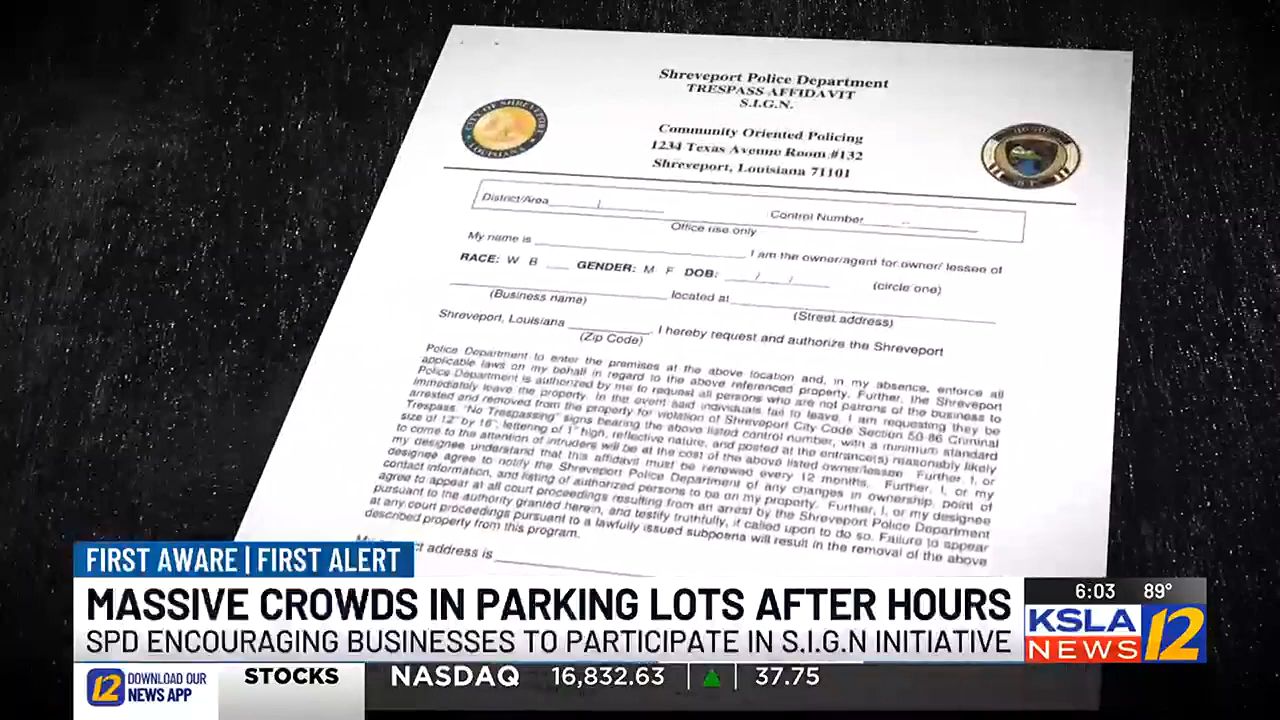 Shreveport Police Department
TRESPASS AFFIDAVIT
S.I.G.N.
CITY OF SHREVEPORT
LOUISIANA
Community Oriented Policing
1234 Texas Avenue Room #132
Shreveport, Louisiana 71101
District/Area
Control Number
Office use only
My name is I am the owner/agent for owner/ lessee of
RACE: W B GENDER: M F DOB: / / (circle one)
located at
(Business name) (Street address)
Shreveport, Louisiana , I hereby request and authorize the Shreveport
(Zip Code)
Police Department to enter the premises at the above location and, in my absence, enforce all
applicable laws on my behalf in regard to the above referenced property. Further, the Shreveport
Police Department is authorized by me to request all persons who are not patrons of the business to
immediately leave the property. In the event said individuals fail to leave, I am requesting they be
arrested and removed from the property for violation of Shreveport City Code Section 50-86 Criminal
Trespass. "No Trespassing" signs bearing the above listed control number, with a minimum standard
size of 12" by 18", lettering of 1" high, reflective nature, and posted at the entrance(s) reasonably likely
to come to the attention of intruders will be at the cost of the above listed owner/lessee. Further, I, or
my designee understand that this affidavit must be renewed every 12 months. Further, I, or my
designee agree to notify the Shreveport Police Department of any changes in ownership, point of
contact information, and listing of authorized persons to be on my property. Further, I, or my designee
agree to appear at all court proceedings resulting from an arrest by the Shreveport Police Department
pursuant to the authority granted herein, and testify truthfully, if called upon to do so. Failure to appear
at any court proceedings pursuant to a lawfully issued subpoena will result in the removal of the above
described property from this program.
address is
FIRST AWARE | FIRST ALERT
MASSIVE CROWDS IN PARKING LOTS AFTER HOURS
SPD ENCOURAGING BUSINESSES TO PARTICIPATE IN S.I.G.N INITIATIVE
6:03 89°
KSLA
NEWS 12
12 DOWNLOAD OUR
NEWS APP
STOCKS NASDAQ 16,832.63 37.75